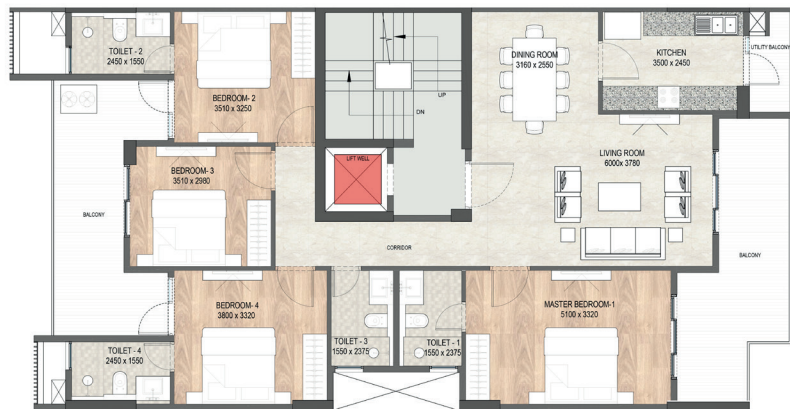 TOILET - 2
2450 x 1550
BEDROOM- 2
3510 x 3250
UP
DN
DINING ROOM
3160 x 2550
KITCHEN
3500 x 2450
UTILITY BALCONY
BEDROOM- 3
3510 x 2980
LIFT WELL
LIVING ROOM
6000x 3780
BALCONY
CORRIDOR
BALCONY
BEDROOM- 4
3800 x 3320
TOILET - 3
1550 x 2375
TOILET - 1
1550 x 2375
MASTER BEDROOM-1
5100 x 3320
TOILET - 4
2450 x 1550